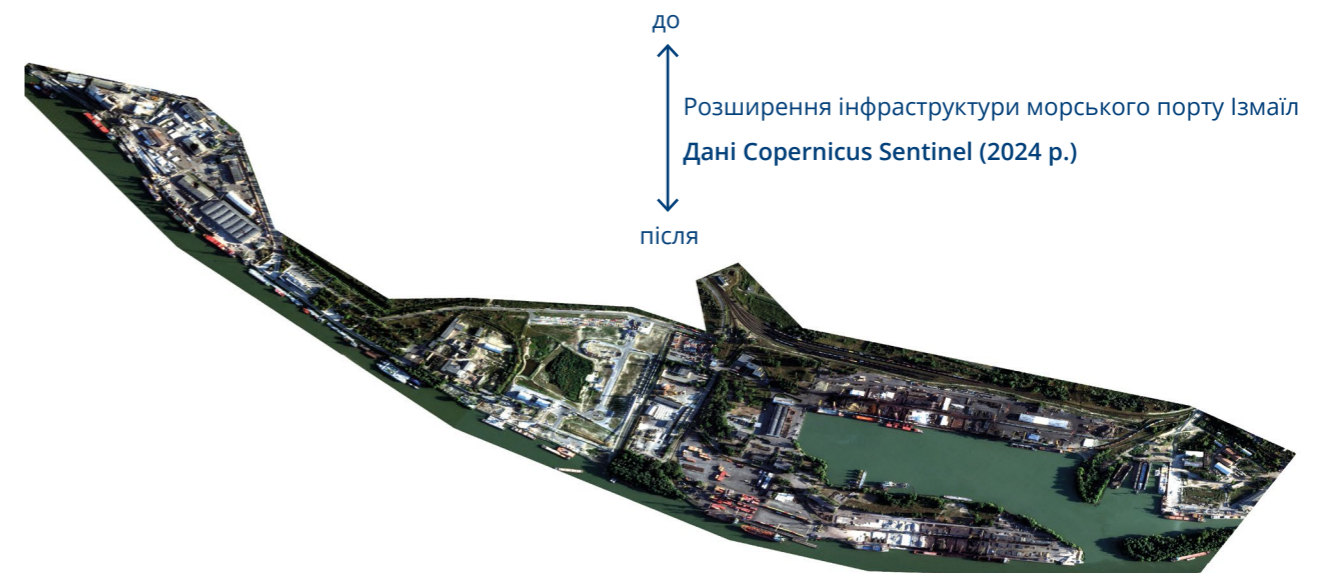 до
Розширення інфраструктури морського порту Ізмаїл
Дані Copernicus Sentinel (2024 р.)
після